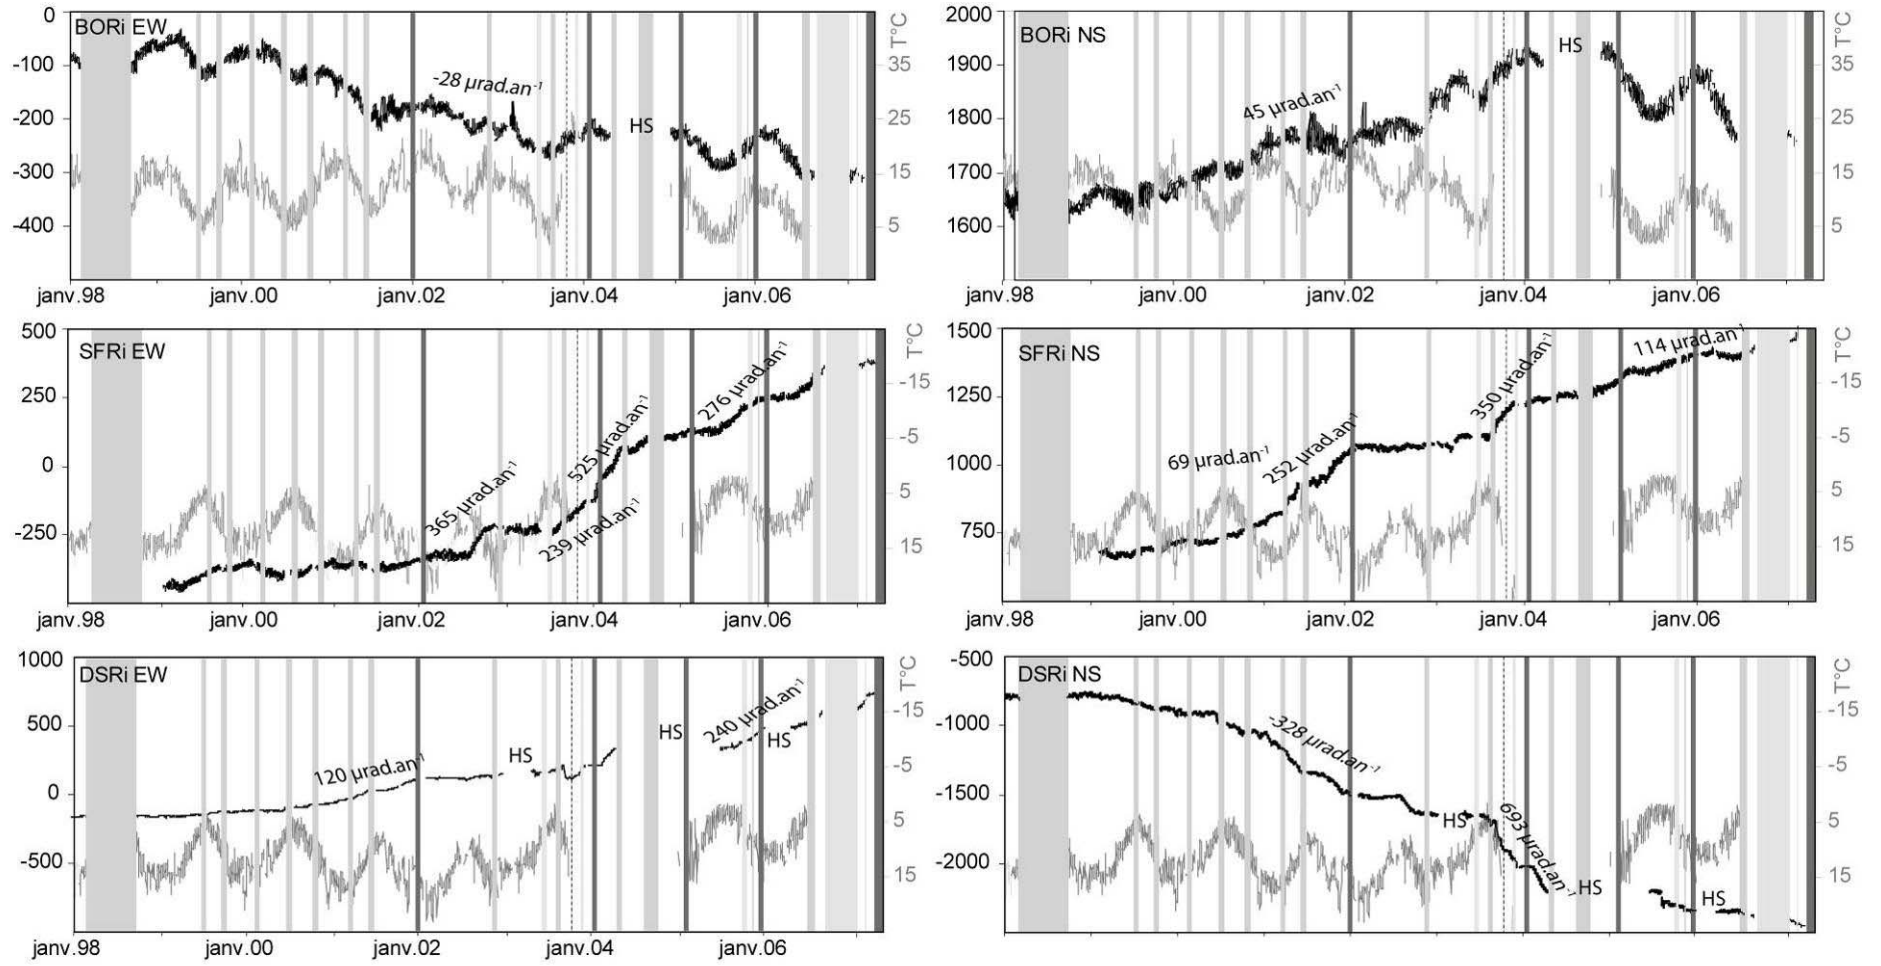 BORi EW
0
-100
-200
-300
-400
T°C
35
25
15
5
-28 µrad.an-1
HS
janv.98
janv.00
janv.02
janv.04
janv.06
BORi NS
2000
1900
1800
1700
1600
T°C
35
25
15
5
45 µrad.an-1
HS
janv.98
janv.00
janv.02
janv.04
janv.06
SFRi EW
500
250
0
-250
T°C
-15
-5
5
15
365 µrad.an-1
239 µrad.an-1
525 µrad.an-1
276 µrad.an-1
janv.98
janv.00
janv.02
janv.04
janv.06
SFRi NS
1500
1250
1000
750
T°C
-15
-5
5
15
69 µrad.an-1
252 µrad.an-1
350 µrad.an-1
114 µrad.an-1
janv.98
janv.00
janv.02
janv.04
janv.06
DSRi EW
1000
500
0
-500
T°C
-15
-5
5
15
120 µrad.an-1
HS
HS
240 µrad.an-1
HS
janv.98
janv.00
janv.02
janv.04
janv.06
DSRi NS
-500
-1000
-1500
-2000
T°C
-15
-5
5
15
-328 µrad.an-1
HS
693 µrad.an-1
HS
HS